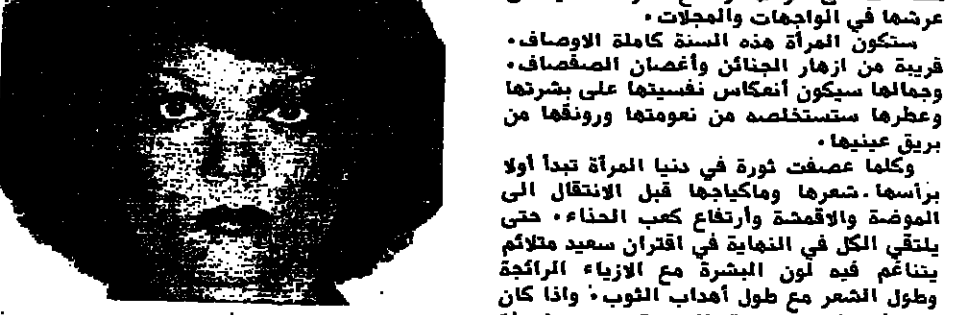 عرشها في الواجهات والمجلات .
ستكون المرأة هذه السنة كاملة الاوصاف .
قريبة من ازهار الجنائن وأغصان الصفصاف .
وجمالها سيكون أنعكاس نفسيتها على بشرتها
وعطرها ستستخلصه من نعومتها ورونقها من
بريق عينيها .
وكلما عصفت ثورة في دنيا المرأة تبدأ أولا
برأسها . شعرها وماكياجها قبل الانتقال الى
الموضة والاقمشة وأرتفاع كعب الحذاء . حتى
يلتقي الكل في النهاية في اقتران سعيد متلائم
يتناغم فيه لون البشرة مع الازياء الرائجة
وطول الشعر مع طول أهداب الثوب . واذا كان